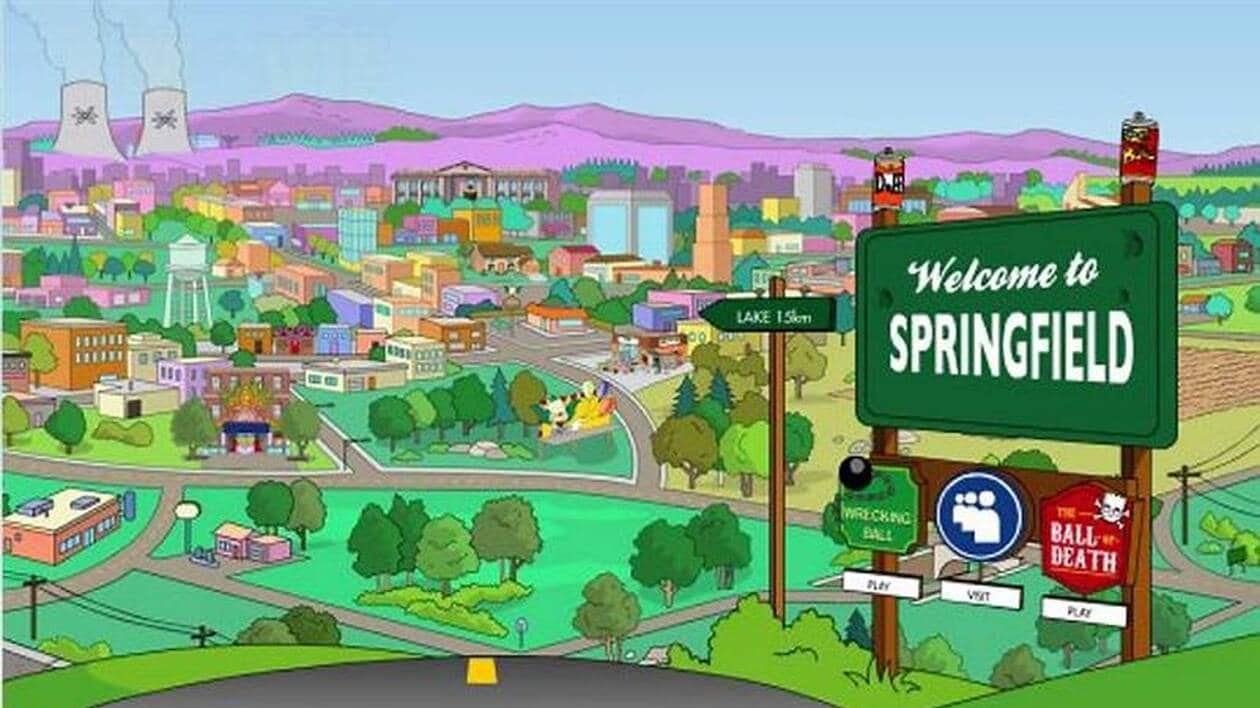 Welcome to
SPRINGFIELD
LAKE 15km
WRECKING
BALL
THE
BALL OF
DEATH
PLAY
VISIT
PLAY